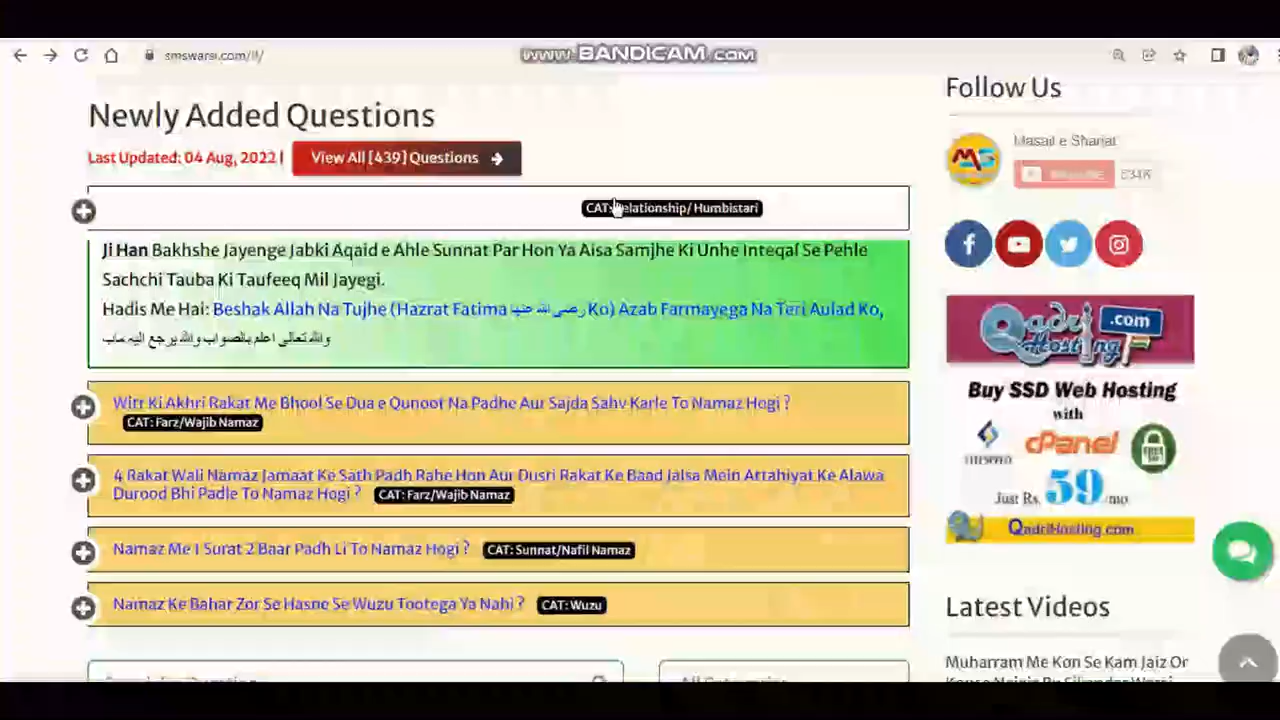 smswarsi.com/lf/
www.BANDICAM.com
Newly Added Questions
Last Updated: 04 Aug, 2022 |
View All [439] Questions
CAT: Relationship/ Humbistari
Ji Han Bakhshe Jayenge Jabki Aqaid e Ahle Sunnat Par Hon Ya Aisa Samjhe Ki Unhe Inteqal Se Pehle
Sachchi Tauba Ki Taufeeq Mil Jayegi.
Hadis Me Hai: Beshak Allah Na Tujhe (Hazrat Fatima رضی اللہ عنہا Ko) Azab Farmayega Na Teri Aulad Ko,
واللہ تعالی اعلم بالصواب واللہ یرجع الیہ ماب
Witr Ki Akhri Rakat Me Bhool Se Dua e Qunoot Na Padhe Aur Sajda Sahv Karle To Namaz Hogi ?
CAT: Farz/Wajib Namaz
4 Rakat Wali Namaz Jamaat Ke Sath Padh Rahe Hon Aur Dusri Rakat Ke Baad Jalsa Mein Attahiyat Ke Alawa
Durood Bhi Padle To Namaz Hogi ? CAT: Farz/Wajib Namaz
Namaz Me 1 Surat 2 Baar Padh Li To Namaz Hogi ? CAT: Sunnat/Nafil Namaz
Namaz Ke Bahar Zor Se Hasne Se Wuzu Tootega Ya Nahi ? CAT: Wuzu
Follow Us
Masail e Shariat
534K
Qadri .com
Hosting
Buy SSD Web Hosting
with
LITESPEED cPanel
Just Rs. 59/mo
QadriHosting.com
Latest Videos
Muharram Me Kon Se Kam Jaiz Or